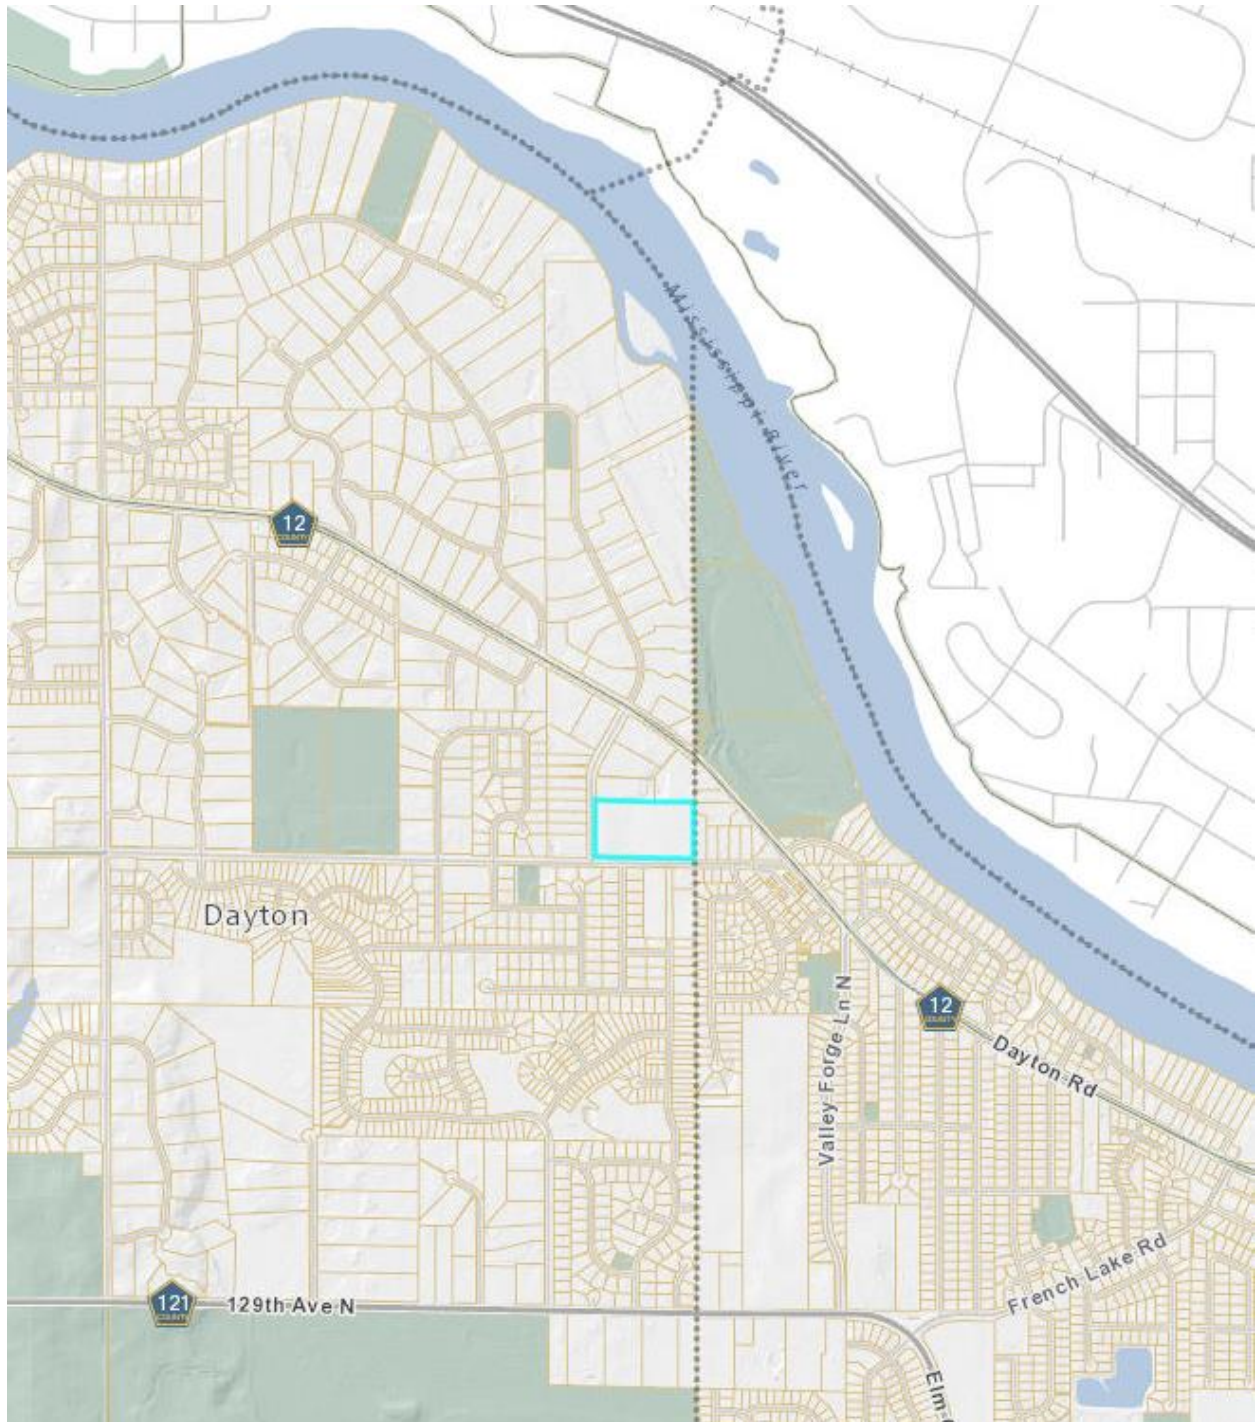 Mississippi River
12
COUNTY
Dayton
12
COUNTY
Valley Forge Ln N
Dayton Rd
French Lake Rd
121
COUNTY
129th Ave N
Elm